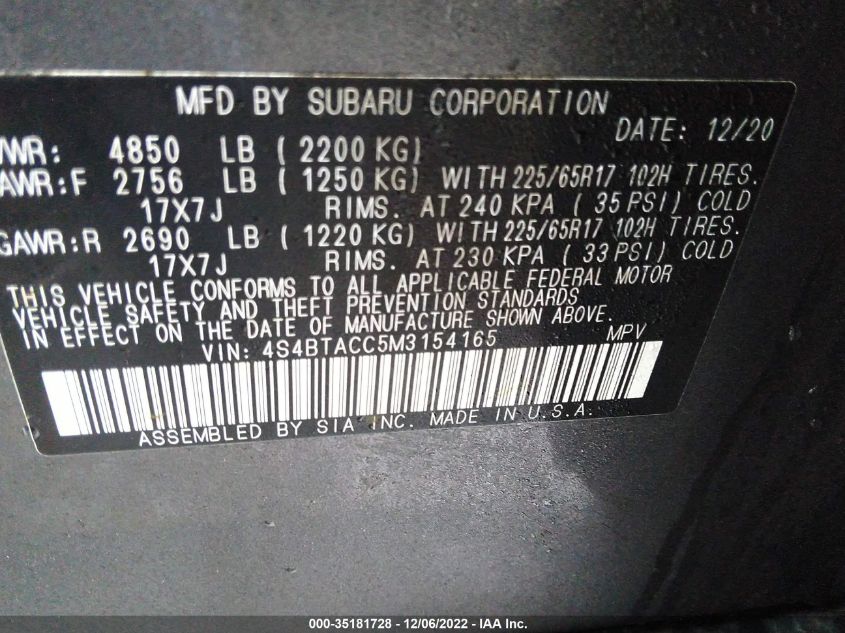 MFD BY SUBARU CORPORATION
DATE: 12/20
VWR: 4850 LB ( 2200 KG)
AWR:F 2756 LB ( 1250 KG) WITH 225/65R17 102H TIRES.
17X7J RIMS. AT 240 KPA ( 35 PSI) COLD
GAWR:R 2690 LB ( 1220 KG) WITH 225/65R17 102H TIRES.
17X7J RIMS. AT 230 KPA ( 33 PSI) COLD
THIS VEHICLE CONFORMS TO ALL APPLICABLE FEDERAL MOTOR
VEHICLE SAFETY AND THEFT PREVENTION STANDARDS
IN EFFECT ON THE DATE OF MANUFACTURE SHOWN ABOVE.
VIN: 4S4BTACC5M3154165 MPV
ASSEMBLED BY SIA INC. MADE IN U.S.A.
000-35181728 - 12/06/2022 - IAA Inc.